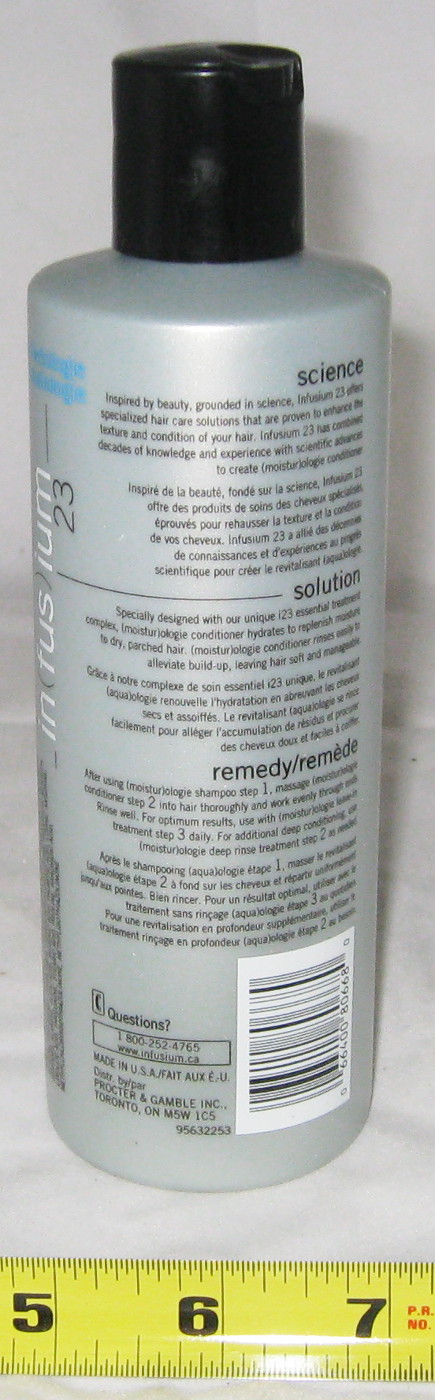 in(fus)ium
23
science
Inspired by beauty, grounded in science, Infusium 23 offers
specialized hair care solutions that are proven to enhance the
texture and condition of your hair. Infusium 23 has combined
decades of knowledge and experience with scientific advances
to create (moistur)ologie conditioner
Inspiré de la beauté, fondé sur la science, Infusium 23
offre des produits de soins des cheveux spécialisés
éprouvés pour rehausser la texture et la condition
de vos cheveux. Infusium 23 a allié des décennies
de connaissances et d'expériences au progrès
scientifique pour créer le revitalisant (aqua)ologie.
solution
Specially designed with our unique i23 essential treatment
complex, (moistur)ologie conditioner hydrates to replenish moisture
to dry, parched hair. (moistur)ologie conditioner rinses easily to
alleviate build-up, leaving hair soft and manageable.
Grâce à notre complexe de soin essentiel i23 unique, le revitalisant
(aqua)ologie renouvelle l'hydratation en abreuvant les cheveux
secs et assoiffés. Le revitalisant (aqua)ologie se rince
facilement pour alléger l'accumulation de résidus et procurer
des cheveux doux et faciles à coiffer.
remedy/remède
After using (moistur)ologie shampoo step 1, massage (moistur)ologie
conditioner step 2 into hair thoroughly and work evenly through ends.
Rinse well. For optimum results, use with (moistur)ologie leave-in
treatment step 3 daily. For additional deep conditioning, use
(moistur)ologie deep rinse treatment step 2 as needed.
Après le shampooing (aqua)ologie étape 1, masser le revitalisant
(aqua)ologie étape 2 à fond sur les cheveux et répartir uniformément
jusqu'aux pointes. Bien rincer. Pour un résultat optimal, utiliser avec le
traitement sans rinçage (aqua)ologie étape 3 au quotidien.
Pour une revitalisation en profondeur supplémentaire, utiliser le
traitement rinçage en profondeur (aqua)ologie étape 2 au besoin.
Questions?
1 800-252-4765
www.infusium.ca
MADE IN U.S.A/FAIT AUX É.-U.
Distr. by/par
PROCTER & GAMBLE INC.,
TORONTO, ON M5W 1C5
95632253
0 66400 80668 0
5 6 7
P.R.
NO.